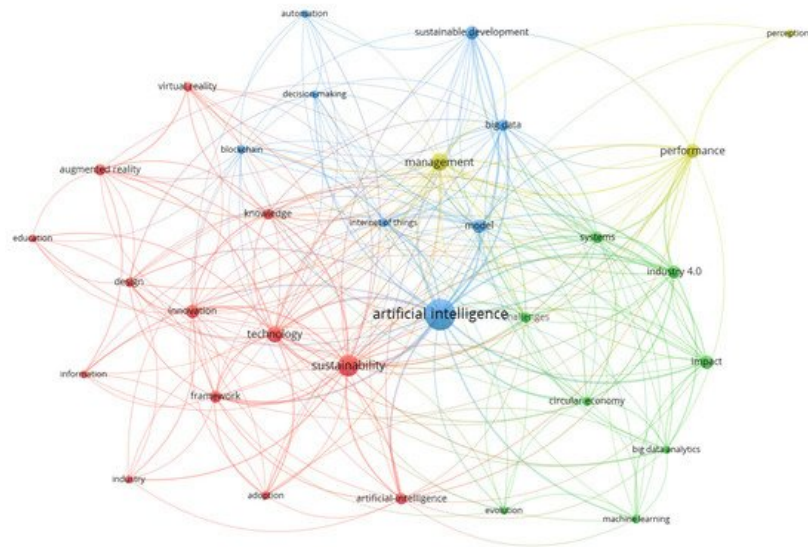 automation
sustainable development
perception
virtual reality
decision-making
big data
blockchain
management
performance
augmented reality
knowledge
internet of things
model
education
systems
design
industry 4.0
innovation
artificial intelligence
challenges
technology
sustainability
impact
information
framework
circular economy
big data analytics
industry
adoption
artificial-intelligence
evolution
machine learning